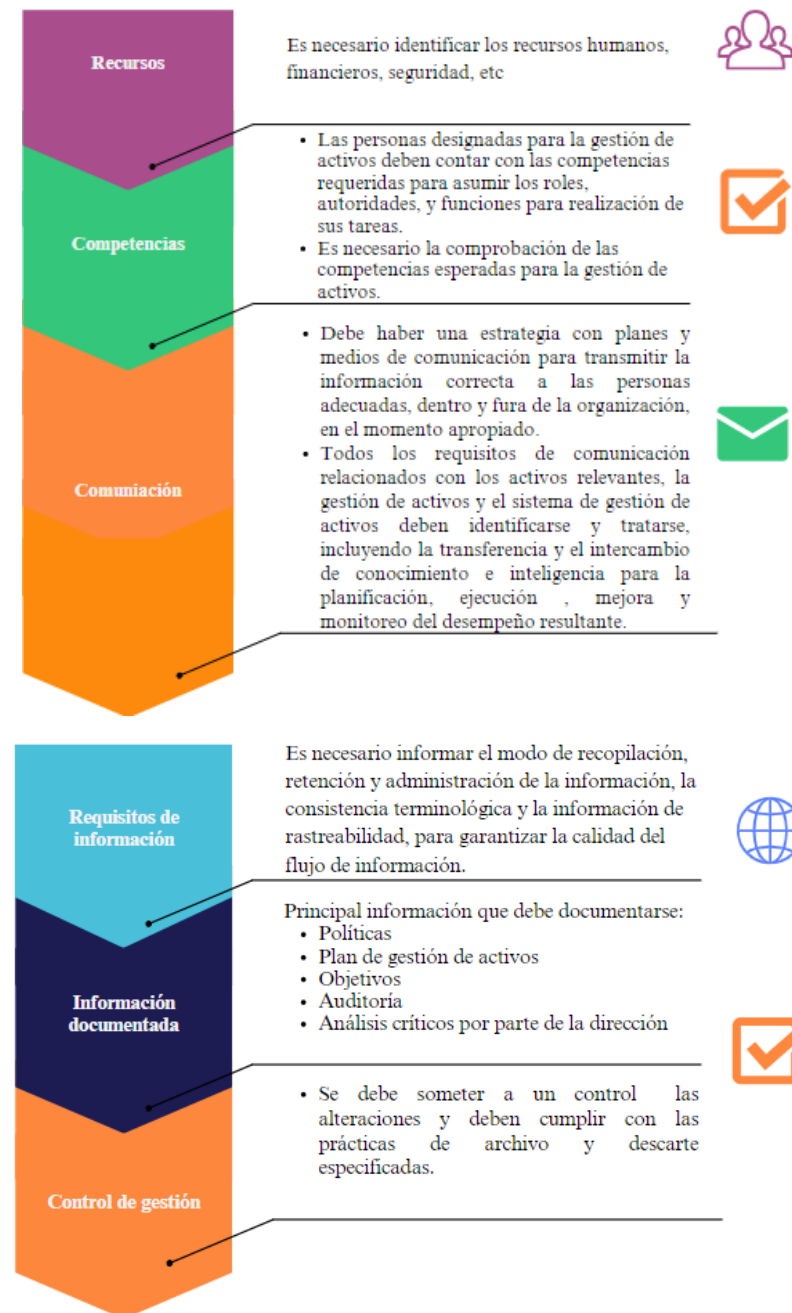 Recursos
Es necesario identificar los recursos humanos,
financieros, seguridad, etc
Competencias
• Las personas designadas para la gestión de
activos deben contar con las competencias
requeridas para asumir los roles,
autoridades, y funciones para realización de
sus tareas.
• Es necesario la comprobación de las
competencias esperadas para la gestión de
activos.
Comuniación
• Debe haber una estrategia con planes y
medios de comunicación para transmitir la
información correcta a las personas
adecuadas, dentro y fura de la organización,
en el momento apropiado.
• Todos los requisitos de comunicación
relacionados con los activos relevantes, la
gestión de activos y el sistema de gestión de
activos deben identificarse y tratarse,
incluyendo la transferencia y el intercambio
de conocimiento e inteligencia para la
planificación, ejecución , mejora y
monitoreo del desempeño resultante.
Requisitos de
información
Es necesario informar el modo de recopilación,
retención y administración de la información, la
consistencia terminológica y la información de
rastreabilidad, para garantizar la calidad del
flujo de información.
Información
documentada
Principal información que debe documentarse:
• Políticas
• Plan de gestión de activos
• Objetivos
• Auditoría
• Análisis críticos por parte de la dirección
Control de gestión
• Se debe someter a un control las
alteraciones y deben cumplir con las
prácticas de archivo y descarte
especificadas.